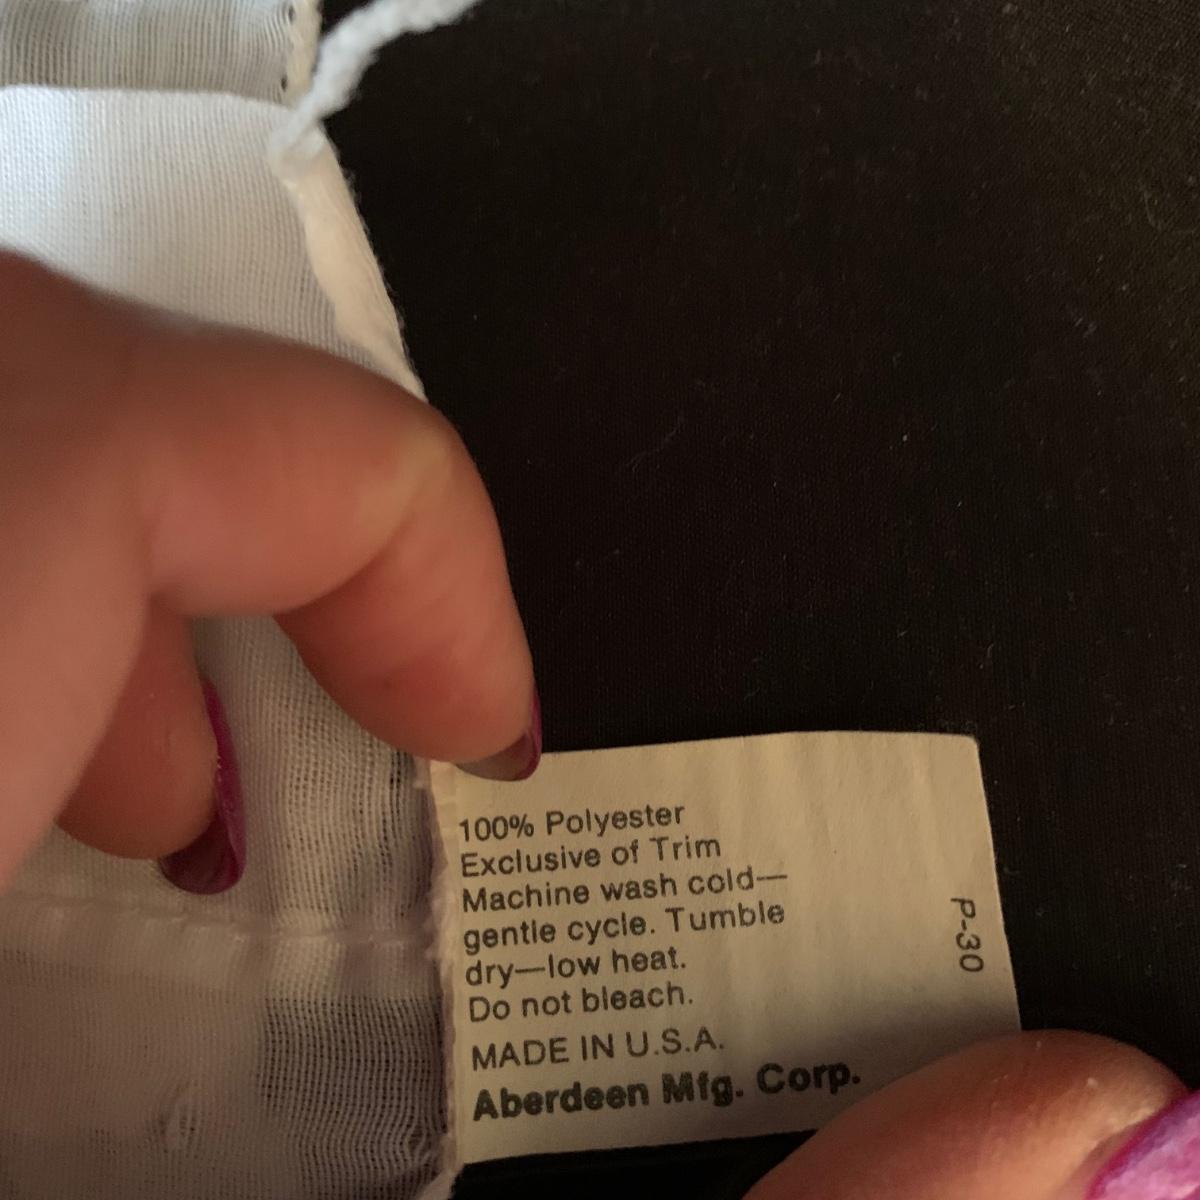 100% Polyester
Exclusive of Trim
Machine wash cold—
gentle cycle. Tumble
dry—low heat.
Do not bleach.
MADE IN U.S.A.
Aberdeen Mfg. Corp.
P-30